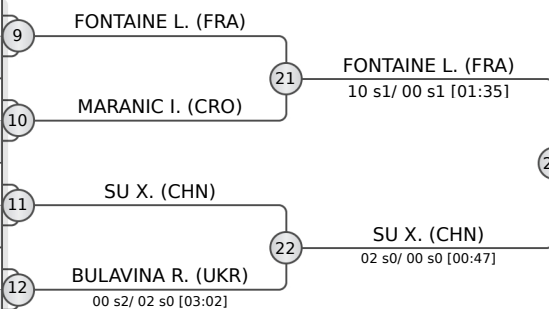 FONTAINE L. (FRA)
9
21
FONTAINE L. (FRA)
10 s1/ 00 s1 [01:35]
MARANIC I. (CRO)
10
SU X. (CHN)
11
22
SU X. (CHN)
02 s0/ 00 s0 [00:47]
BULAVINA R. (UKR)
12
00 s2/ 02 s0 [03:02]